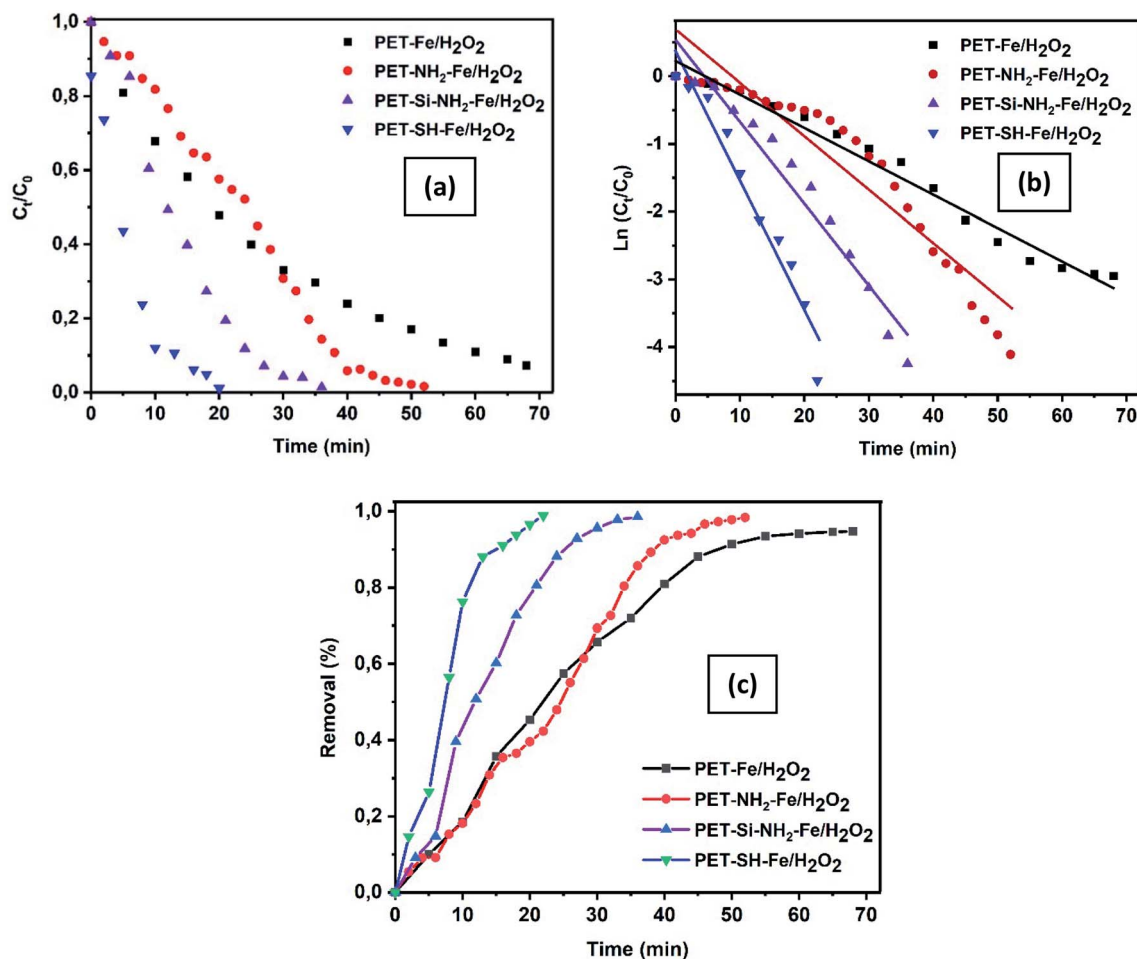 (a)
1,0
0,8
0,6
0,4
0,2
0,0
Cₜ/C₀
PET-Fe/H₂O₂
PET-NH₂-Fe/H₂O₂
PET-Si-NH₂-Fe/H₂O₂
PET-SH-Fe/H₂O₂
0 10 20 30 40 50 60 70
Time (min)
(b)
0
-1
-2
-3
-4
Ln (Cₜ/C₀)
PET-Fe/H₂O₂
PET-NH₂-Fe/H₂O₂
PET-Si-NH₂-Fe/H₂O₂
PET-SH-Fe/H₂O₂
0 10 20 30 40 50 60 70
Time (min)
(c)
1,0
0,8
0,6
0,4
0,2
0,0
Removal (%)
PET-Fe/H₂O₂
PET-NH₂-Fe/H₂O₂
PET-Si-NH₂-Fe/H₂O₂
PET-SH-Fe/H₂O₂
0 10 20 30 40 50 60 70
Time (min)